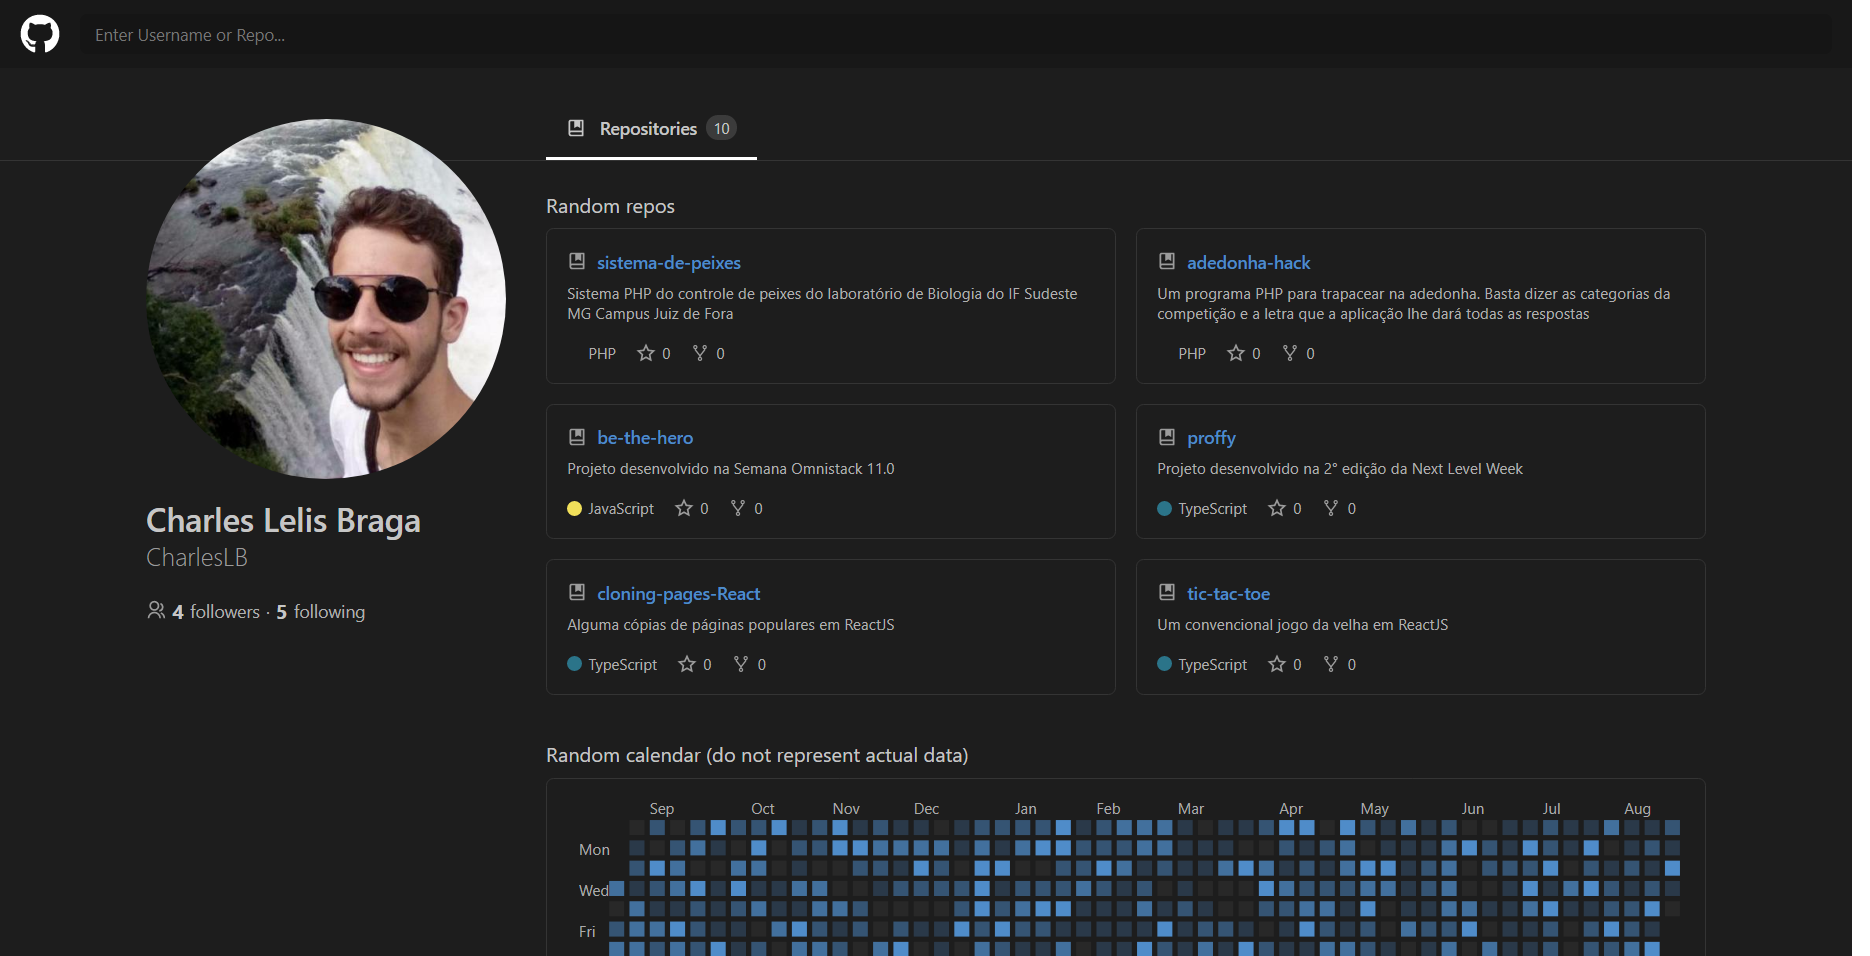 Enter Username or Repo...
Repositories 10
Charles Lelis Braga
CharlesLB
4 followers · 5 following
Random repos
sistema-de-peixes
Sistema PHP do controle de peixes do laboratório de Biologia do IF Sudeste
MG Campus Juiz de Fora
PHP 0 0
adedonha-hack
Um programa PHP para trapacear na adedonha. Basta dizer as categorias da
competição e a letra que a aplicação lhe dará todas as respostas
PHP 0 0
be-the-hero
Projeto desenvolvido na Semana Omnistack 11.0
JavaScript 0 0
proffy
Projeto desenvolvido na 2° edição da Next Level Week
TypeScript 0 0
cloning-pages-React
Alguma cópias de páginas populares em ReactJS
TypeScript 0 0
tic-tac-toe
Um convencional jogo da velha em ReactJS
TypeScript 0 0
Random calendar (do not represent actual data)
Sep Oct Nov Dec Jan Feb Mar Apr May Jun Jul Aug
Mon
Wed
Fri